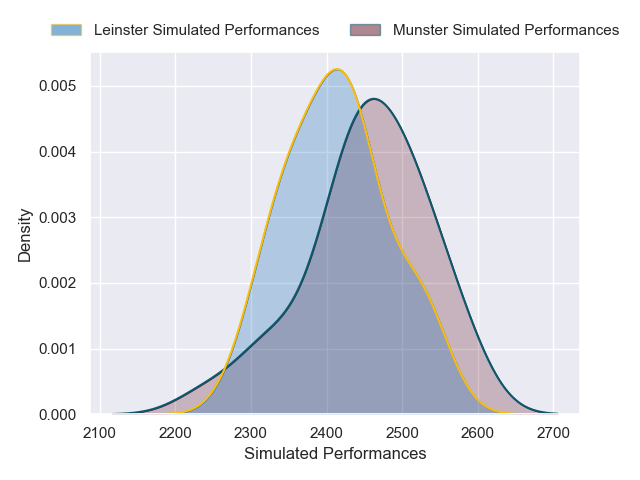 Leinster Simulated Performances Munster Simulated Performances
0.005
0.004
0.003
0.002
0.001
0.000
Density
2100 2200 2300 2400 2500 2600 2700
Simulated Performances